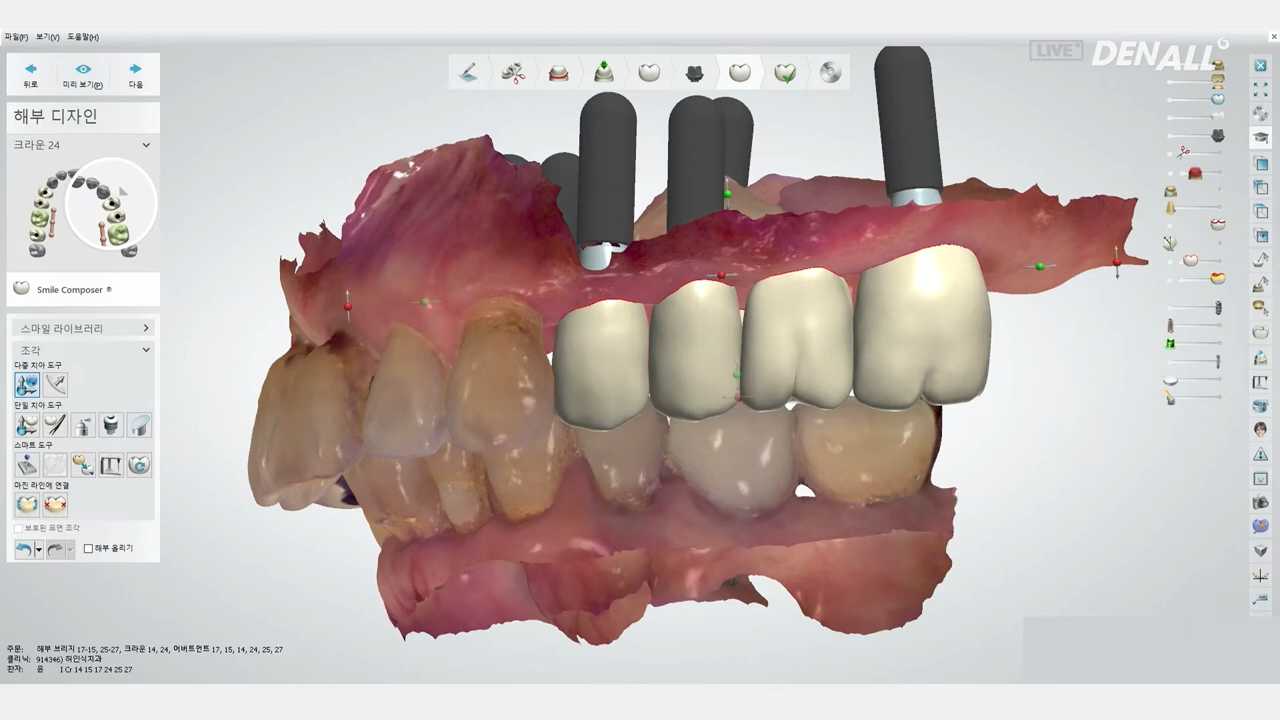 파일(F) 보기(V) 도움말(H)
LIVE DENALL
뒤로 미리 보기(P) 다음
해부 디자인
크라운 24
Smile Composer ®
스마일 라이브러리
조각
다중 치아 도구
단일 치아 도구
스마트 도구
마진 라인에 연결
보호된 표면 조각
해부 올리기
주문: 해부 브리지 17-15, 25-27, 크라운 14, 24, 어버트먼트 17, 15, 14, 24, 25, 27
클리닉: 914346) 허인식치과
환자: 윤 I Cr 14 15 17 24 25 27